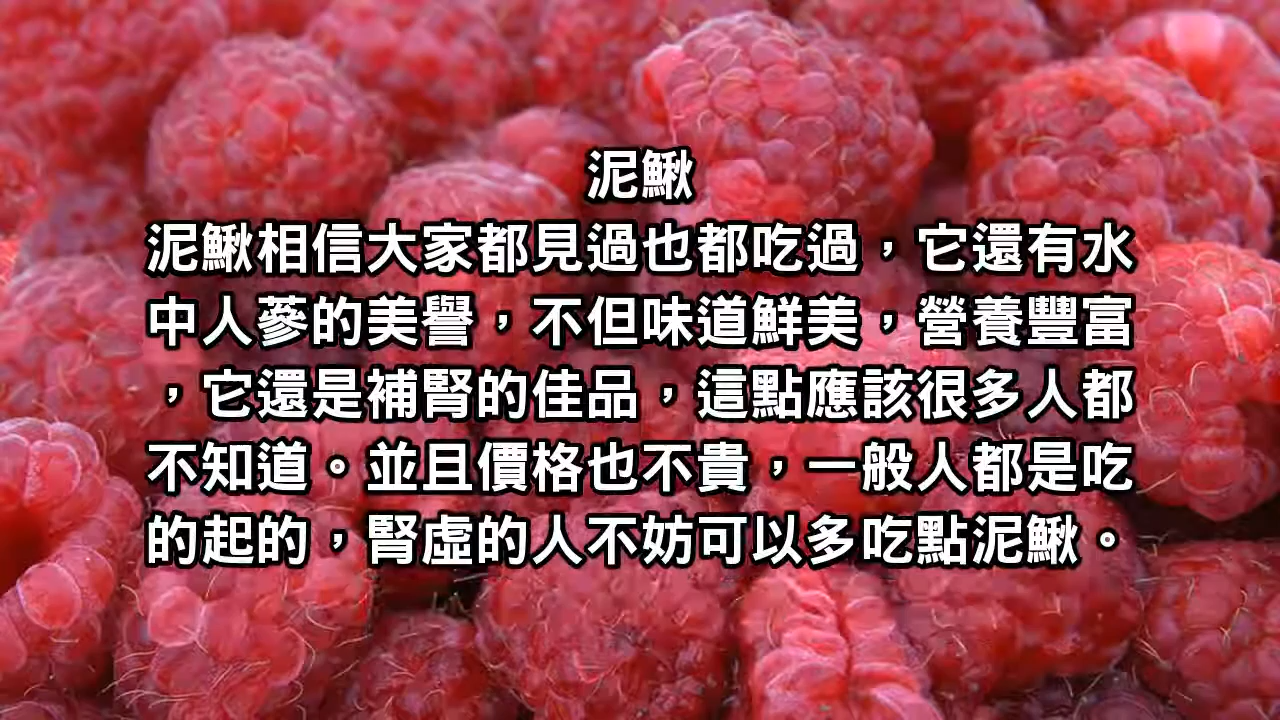 泥鰍
泥鰍相信大家都見過也都吃過，它還有水
中人蔘的美譽，不但味道鮮美，營養豐富
，它還是補腎的佳品，這點應該很多人都
不知道。並且價格也不貴，一般人都是吃
的起的，腎虛的人不妨可以多吃點泥鰍。